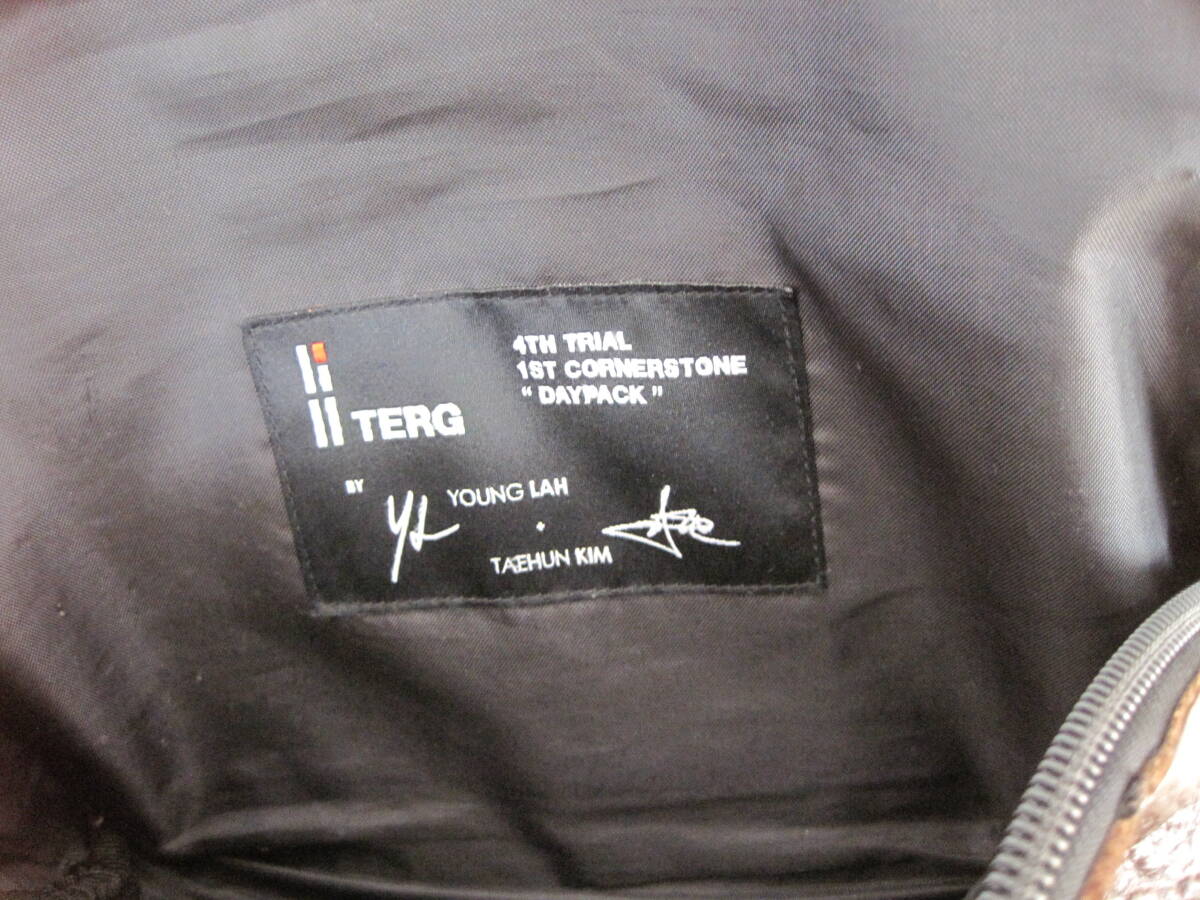 TERG
4TH TRIAL
1ST CORNERSTONE
“ DAYPACK ”
BY
YOUNG LAH
TAEHUN KIM